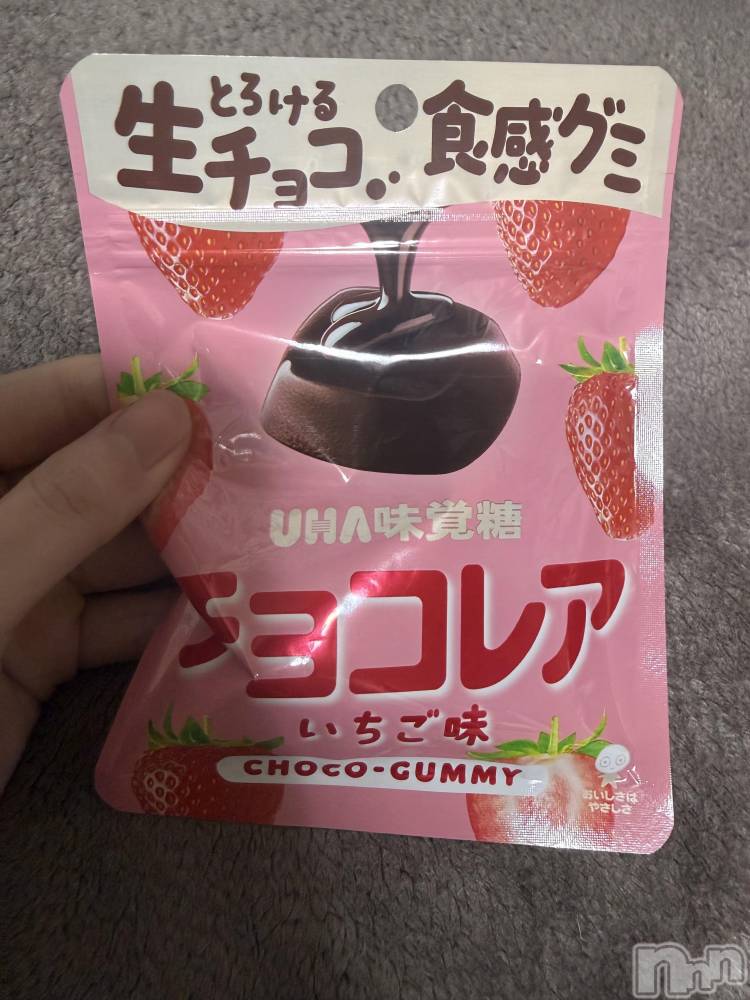 とろける
生チョコ 食感グミ
UHA味覚糖
チョコレア
いちご味
CHOCO-GUMMY
おいしさは
やさしさ
nnn